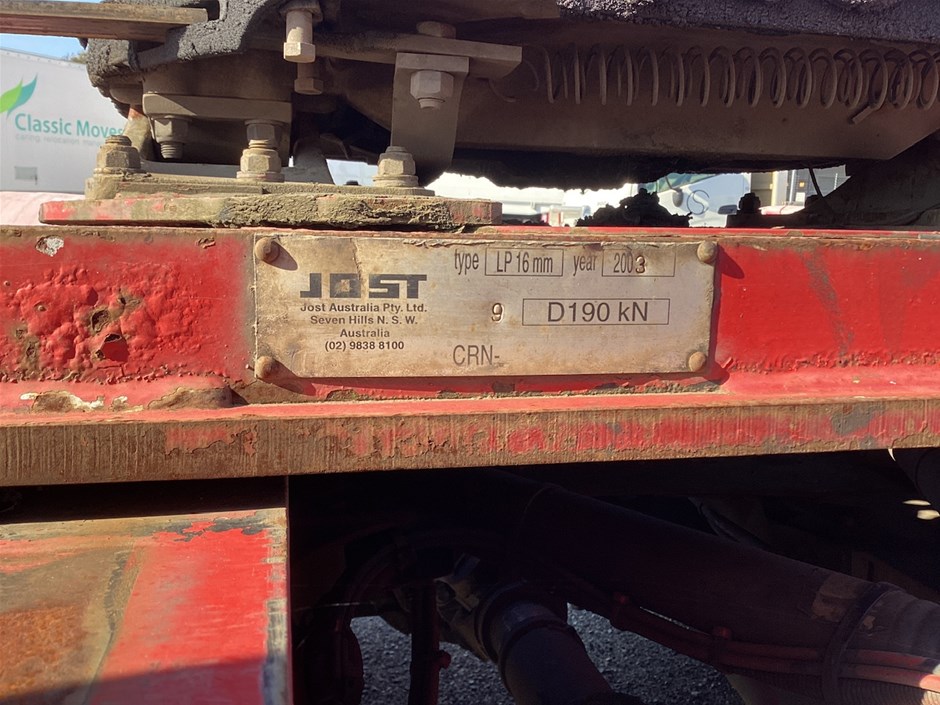 Classic Mover
JOST
Jost Australia Pty. Ltd.
Seven Hills N. S. W.
Australia
(02) 9838 8100
type LP 16 mm year 2003
9 D190 kN
CRN-
S